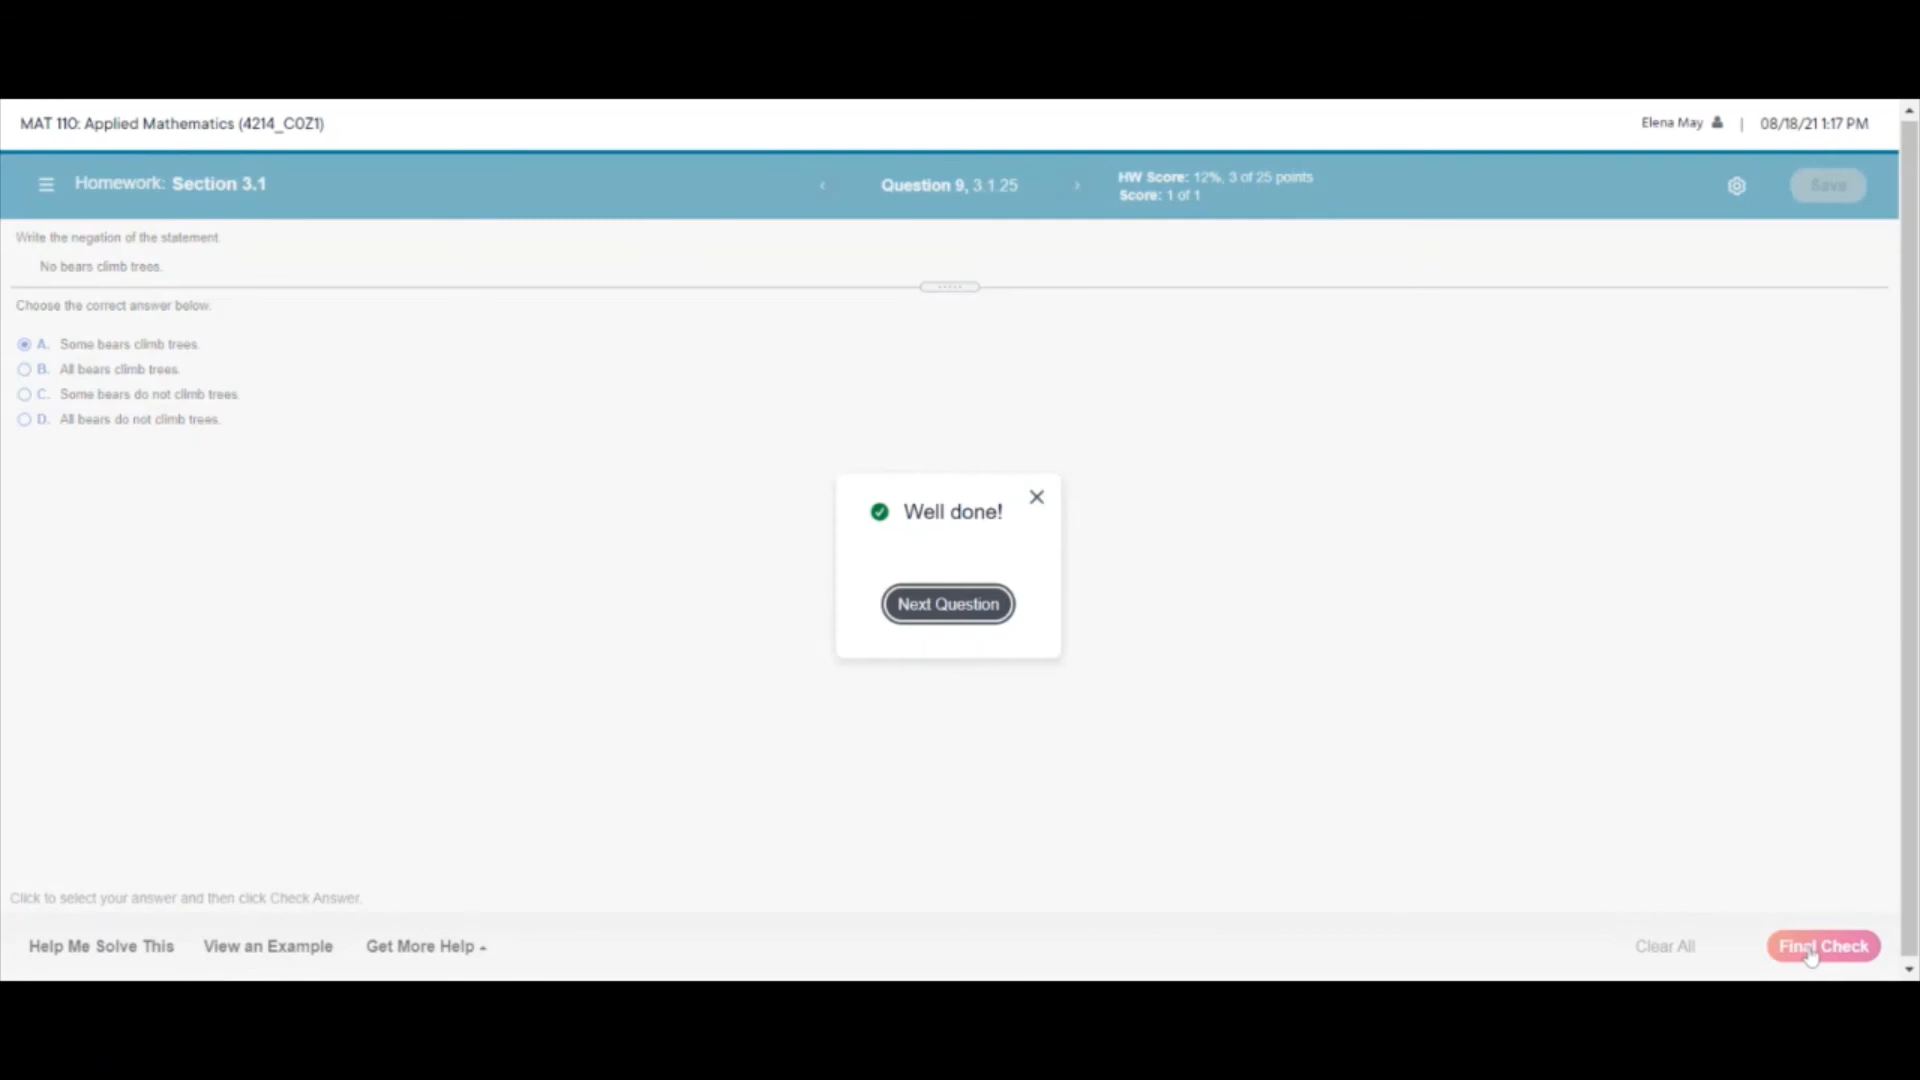 MAT 110: Applied Mathematics (4214_C0Z1)
Elena May | 08/18/21 1:17 PM
Homework: Section 3.1
Question 9, 3.1.25
HW Score: 12%, 3 of 25 points
Score: 1 of 1
Save
Write the negation of the statement.
No bears climb trees.
Choose the correct answer below.
A. Some bears climb trees.
B. All bears climb trees.
C. Some bears do not climb trees.
D. All bears do not climb trees.
Well done!
Next Question
Click to select your answer and then click Check Answer.
Help Me Solve This View an Example Get More Help
Clear All
Final Check